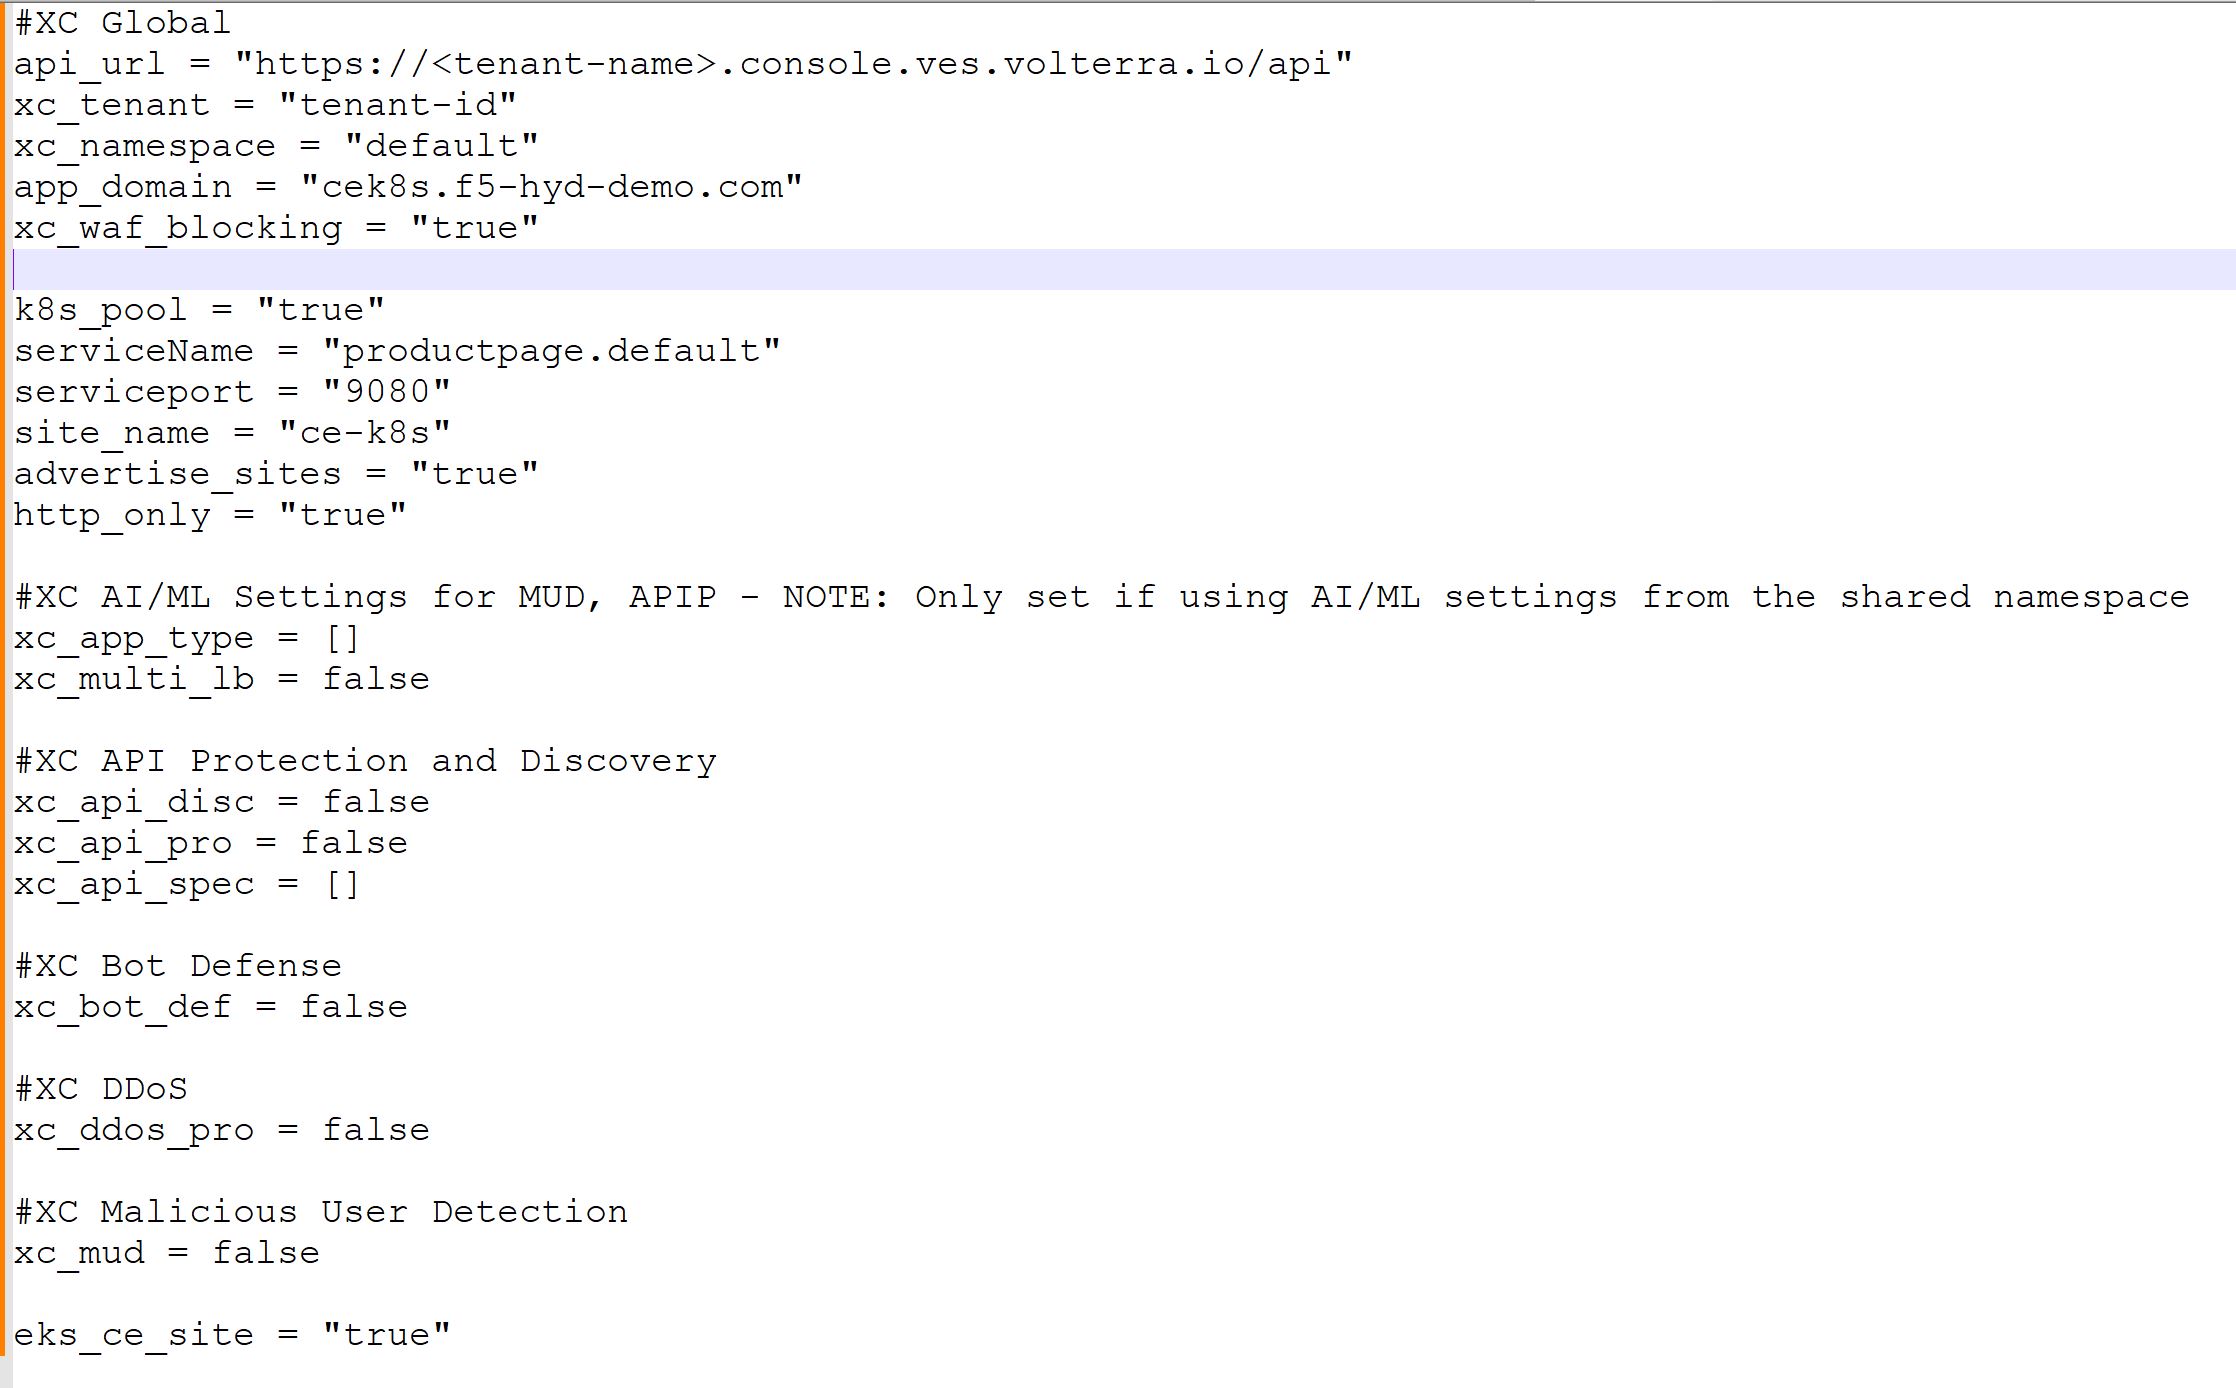 #XC Global
api_url = "https://<tenant-name>.console.ves.volterra.io/api"
xc_tenant = "tenant-id"
xc_namespace = "default"
app_domain = "cek8s.f5-hyd-demo.com"
xc_waf_blocking = "true"
k8s_pool = "true"
serviceName = "productpage.default"
serviceport = "9080"
site_name = "ce-k8s"
advertise_sites = "true"
http_only = "true"
#XC AI/ML Settings for MUD, APIP - NOTE: Only set if using AI/ML settings from the shared namespace
xc_app_type = []
xc_multi_lb = false
#XC API Protection and Discovery
xc_api_disc = false
xc_api_pro = false
xc_api_spec = []
#XC Bot Defense
xc_bot_def = false
#XC DDoS
xc_ddos_pro = false
#XC Malicious User Detection
xc_mud = false
eks_ce_site = "true"